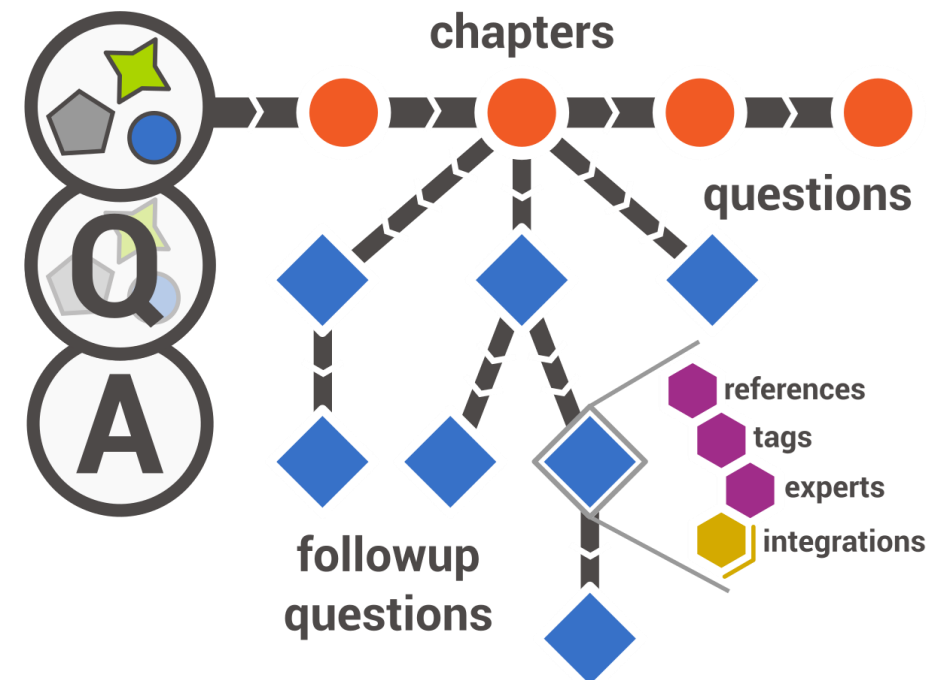 chapters
questions
Q
A
references
tags
experts
integrations
followup
questions